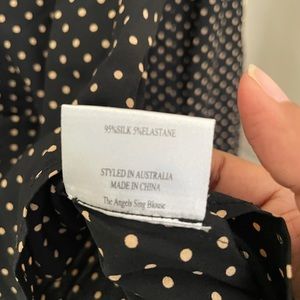 95%SILK 5%ELASTANE
STYLED IN AUSTRALIA
MADE IN CHINA
The Angels Sing Blouse